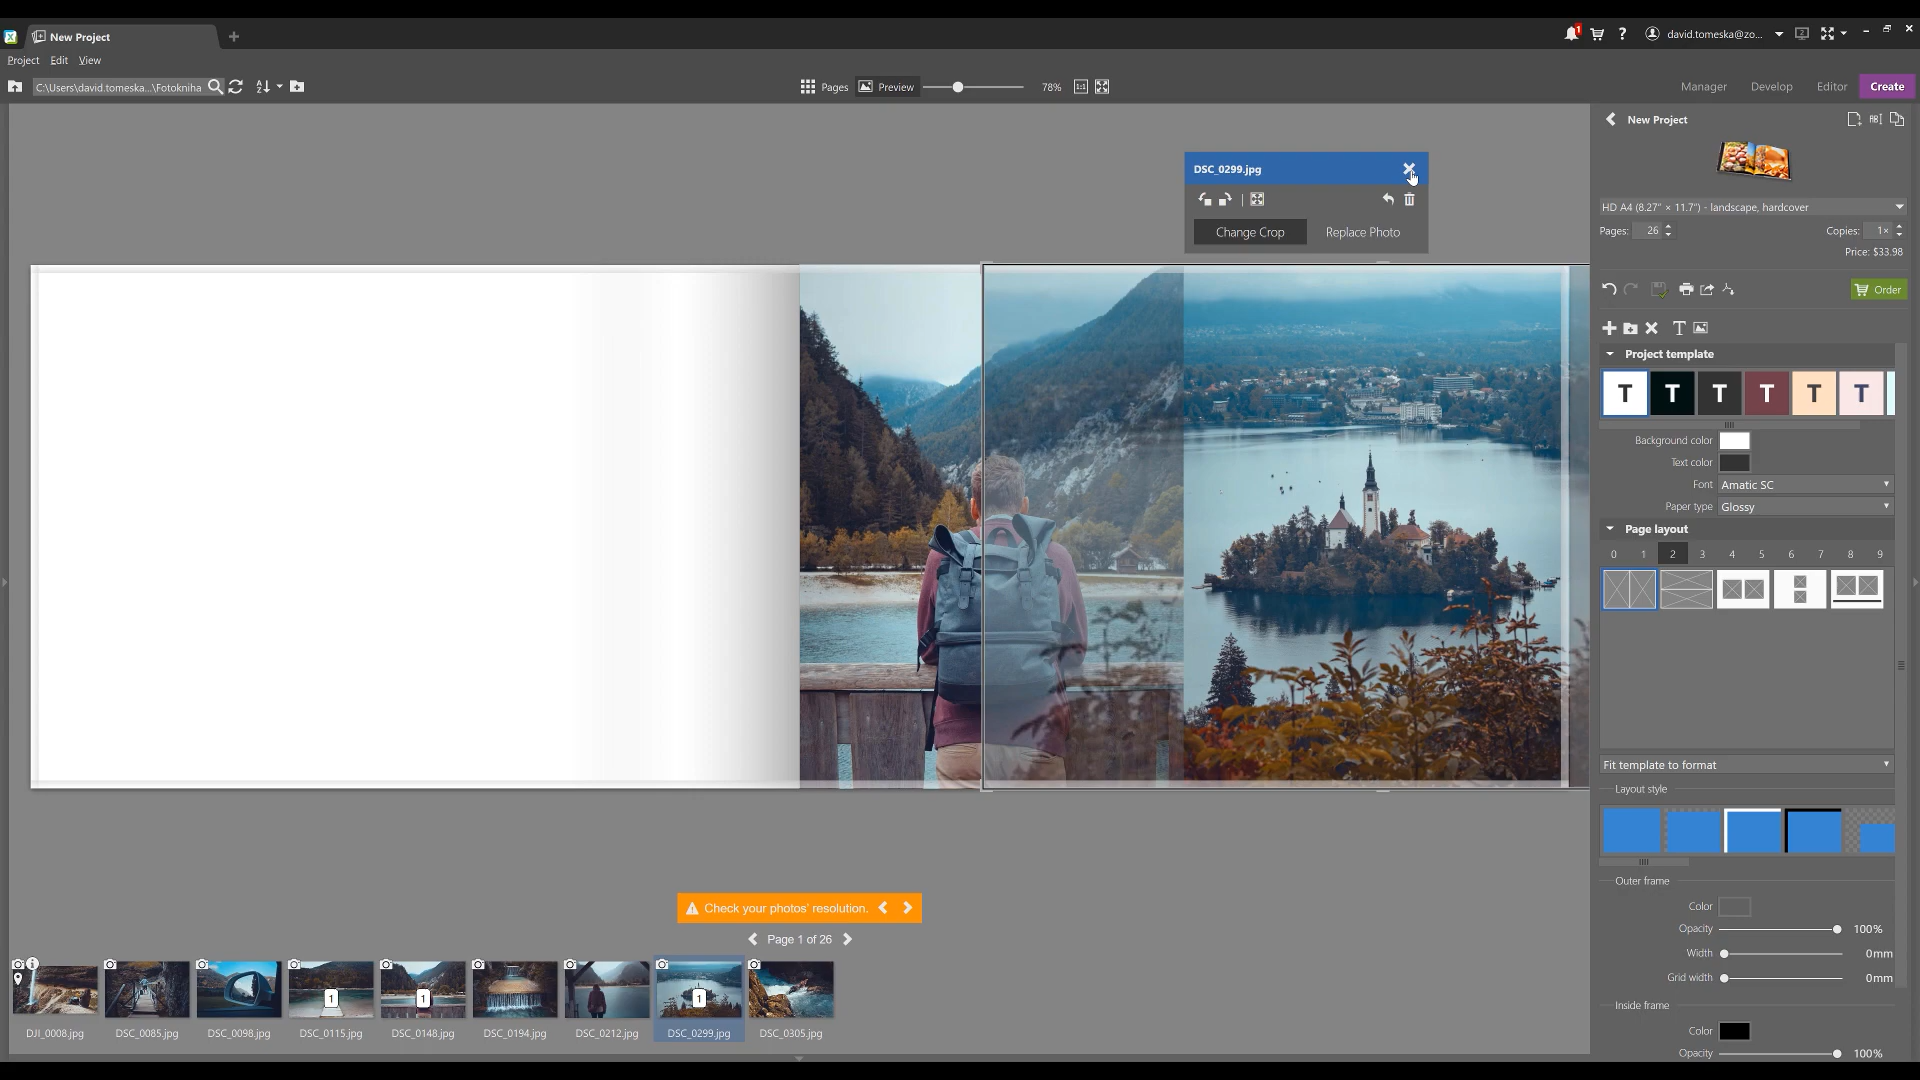 New Project
david.tomeska@zo...
Project Edit View
C:\Users\david.tomeska...\Fotokniha
Pages Preview 78% 1:1
Manager Develop Editor Create
New Project
DSC_0299.jpg
Change Crop Replace Photo
HD A4 (8.27" × 11.7") - landscape, hardcover
Pages: 26 Copies: 1×
Price: $33.98
Order
Project template
T T T T T T
Background color
Text color
Font Amatic SC
Paper type Glossy
Page layout
0 1 2 3 4 5 6 7 8 9
Fit template to format
Layout style
Outer frame
Color
Opacity 100%
Width 0mm
Grid width 0mm
Inside frame
Color
Opacity 100%
Check your photos' resolution.
Page 1 of 26
1 1 1
DJI_0008.jpg DSC_0085.jpg DSC_0098.jpg DSC_0115.jpg DSC_0148.jpg DSC_0194.jpg DSC_0212.jpg DSC_0299.jpg DSC_0305.jpg